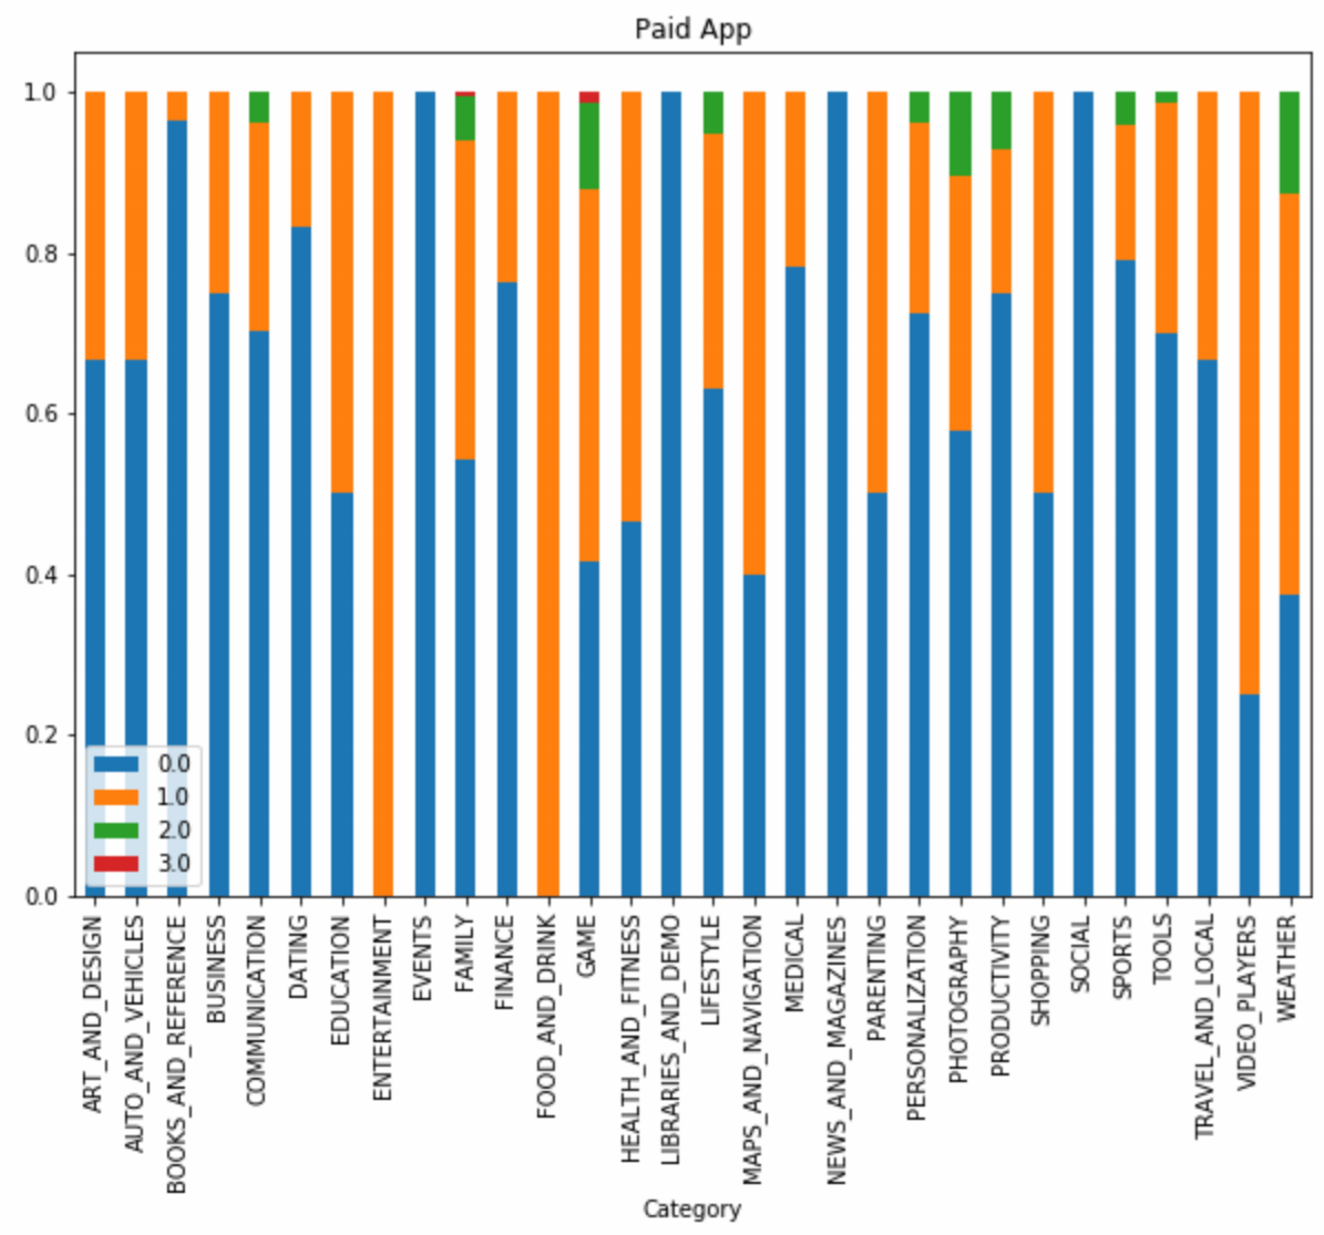 Paid App
1.0
0.8
0.6
0.4
0.2
0.0
0.0
1.0
2.0
3.0
ART_AND_DESIGN
AUTO_AND_VEHICLES
BOOKS_AND_REFERENCE
BUSINESS
COMMUNICATION
DATING
EDUCATION
ENTERTAINMENT
EVENTS
FAMILY
FINANCE
FOOD_AND_DRINK
GAME
HEALTH_AND_FITNESS
LIBRARIES_AND_DEMO
LIFESTYLE
MAPS_AND_NAVIGATION
MEDICAL
NEWS_AND_MAGAZINES
PARENTING
PERSONALIZATION
PHOTOGRAPHY
PRODUCTIVITY
SHOPPING
SOCIAL
SPORTS
TOOLS
TRAVEL_AND_LOCAL
VIDEO_PLAYERS
WEATHER
Category